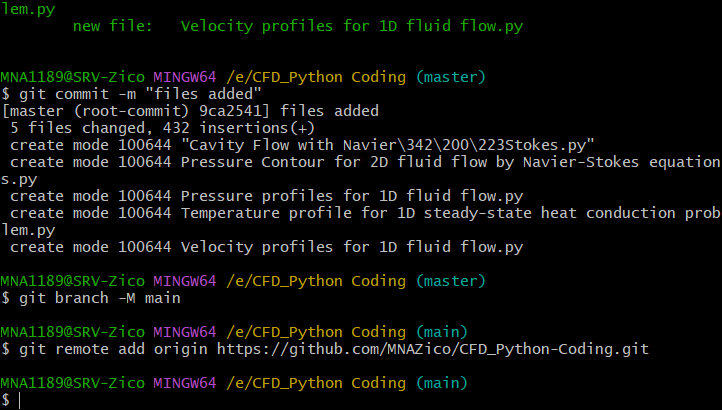 lem.py
new file:   Velocity profiles for 1D fluid flow.py
MNA1189@SRV-Zico MINGW64 /e/CFD_Python Coding (master)
$ git commit -m "files added"
[master (root-commit) 9ca2541] files added
5 files changed, 432 insertions(+)
create mode 100644 "Cavity Flow with Navier\342\200\223Stokes.py"
create mode 100644 Pressure Contour for 2D fluid flow by Navier-Stokes equation
s.py
create mode 100644 Pressure profiles for 1D fluid flow.py
create mode 100644 Temperature profile for 1D steady-state heat conduction prob
lem.py
create mode 100644 Velocity profiles for 1D fluid flow.py
MNA1189@SRV-Zico MINGW64 /e/CFD_Python Coding (master)
$ git branch -M main
MNA1189@SRV-Zico MINGW64 /e/CFD_Python Coding (main)
$ git remote add origin https://github.com/MNAZico/CFD_Python-Coding.git
MNA1189@SRV-Zico MINGW64 /e/CFD_Python Coding (main)
$